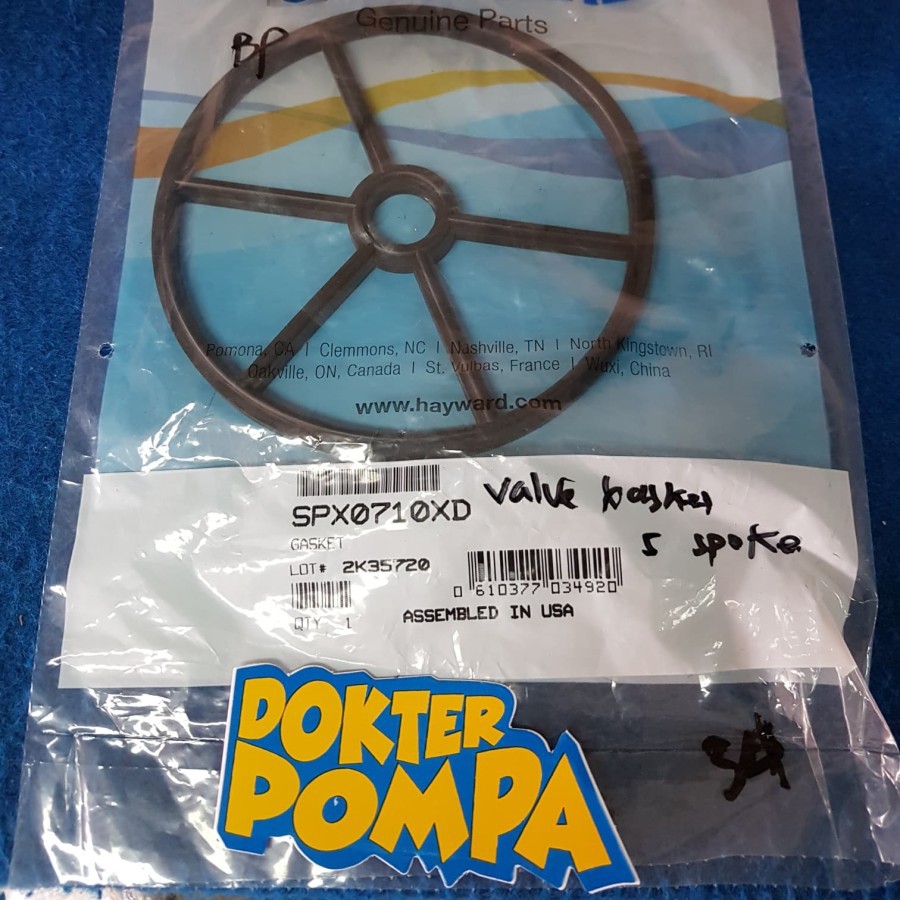 Genuine Parts
BP
Pomona, CA | Clemmons, NC | Nashville, TN | North Kingstown, RI
Oakville, ON, Canada | St. Vulbas, France | Wuxi, China
www.hayward.com
SPX0710XD
valve basket
5 spoke
GASKET
LOT# 2K35720
0 610377 034920
QTY 1
ASSEMBLED IN USA
DOKTER
POMPA